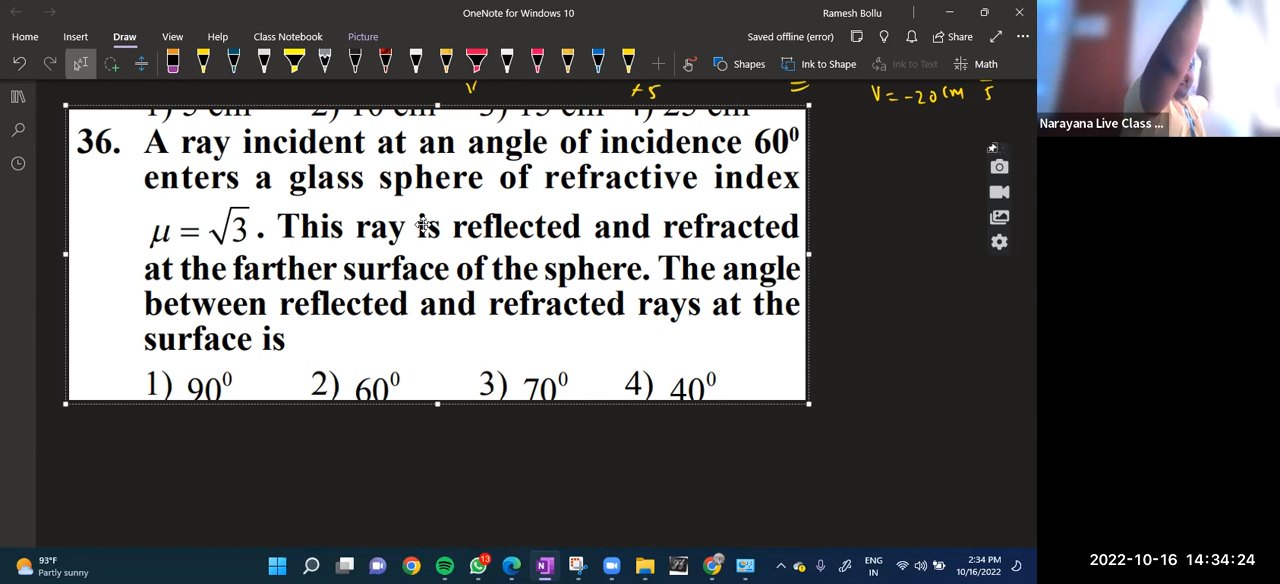 OneNote for Windows 10
Ramesh Bollu
Home Insert Draw View Help Class Notebook Picture
Saved offline (error) Share
Shapes Ink to Shape Ink to Text Math
+5
V = -20 cm 5
36. A ray incident at an angle of incidence 60⁰
enters a glass sphere of refractive index
μ = √3 . This ray is reflected and refracted
at the farther surface of the sphere. The angle
between reflected and refracted rays at the
surface is
1) 90⁰ 2) 60⁰ 3) 70⁰ 4) 40⁰
Narayana Live Class ...
93°F
Partly sunny
13
ENG
IN
2:34 PM
10/16/2022
2022-10-16 14:34:24